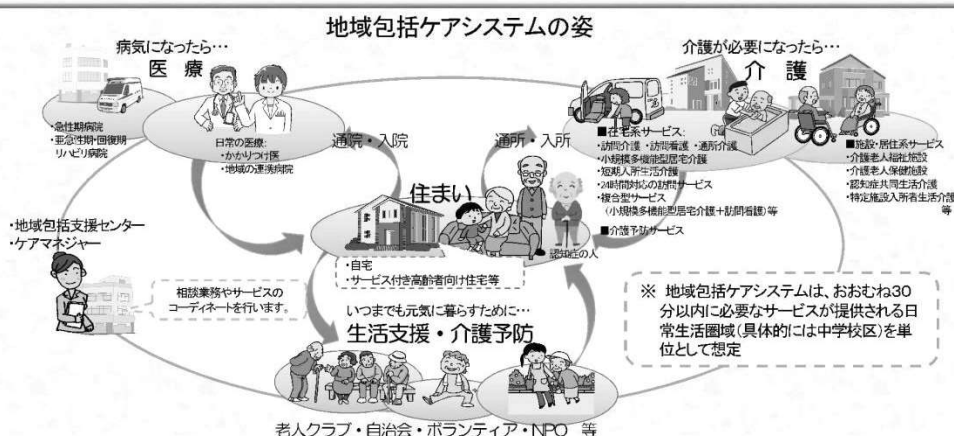 地域包括ケアシステムの姿
病気になったら…
医 療
・急性期病院
・亜急性期・回復期
リハビリ病院
日常の医療:
・かかりつけ医
・地域の連携病院
通院・入院
通所・入所
介護が必要になったら…
介 護
■在宅系サービス:
・訪問介護 ・訪問看護 ・通所介護
・小規模多機能型居宅介護
・短期入所生活介護
・24時間対応の訪問サービス
・複合型サービス
(小規模多機能型居宅介護+訪問看護)等
■介護予防サービス
■施設・居住系サービス
・介護老人福祉施設
・介護老人保健施設
・認知症共同生活介護
・特定施設入所者生活介護
等
住まい
認知症の人
・自宅
・サービス付き高齢者向け住宅等
・地域包括支援センター
・ケアマネジャー
相談業務やサービスの
コーディネートを行います。
いつまでも元気に暮らすために…
生活支援・介護予防
老人クラブ・自治会・ボランティア・NPO 等
※ 地域包括ケアシステムは、おおむね30
分以内に必要なサービスが提供される日
常生活圏域(具体的には中学校区)を単
位として想定